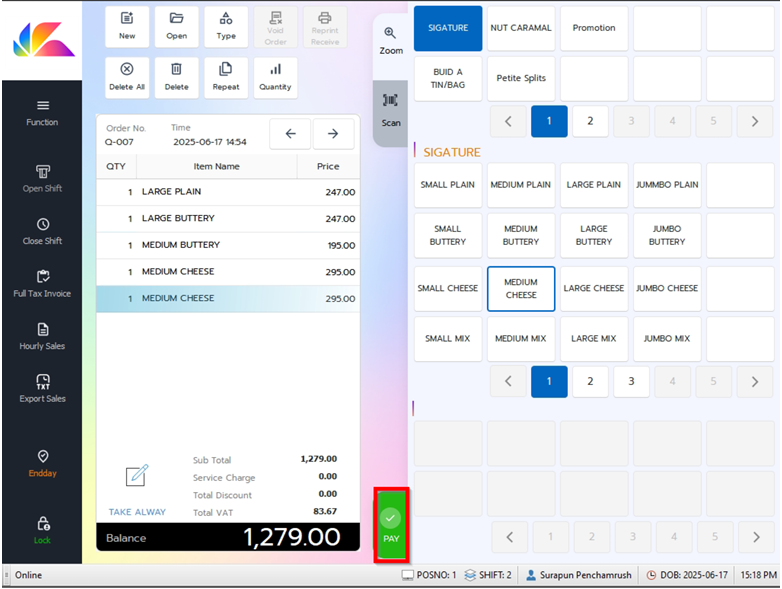 New
Open
Type
Void
Order
Reprint
Receive
Delete All
Delete
Repeat
Quantity
Zoom
Scan
Function
Open Shift
Close Shift
Full Tax Invoice
Hourly Sales
TXT
Export Sales
Endday
Lock
Order No.
Q-007
Time
2025-06-17 14:54
QTY Item Name Price
1 LARGE PLAIN 247.00
1 LARGE BUTTERY 247.00
1 MEDIUM BUTTERY 195.00
1 MEDIUM CHEESE 295.00
1 MEDIUM CHEESE 295.00
Sub Total 1,279.00
Service Charge 0.00
Total Discount 0.00
TAKE ALWAY Total VAT 83.67
Balance 1,279.00
PAY
SIGATURE NUT CARAMAL Promotion
BUID A
TIN/BAG
Petite Splits
1 2 3 4 5
SIGATURE
SMALL PLAIN MEDIUM PLAIN LARGE PLAIN JUMMBO PLAIN
SMALL
BUTTERY
MEDIUM
BUTTERY
LARGE
BUTTERY
JUMBO
BUTTERY
SMALL CHEESE
MEDIUM
CHEESE
LARGE CHEESE JUMBO CHEESE
SMALL MIX MEDIUM MIX LARGE MIX JUMBO MIX
1 2 3 4 5
1 2 3 4 5
Online POSNO: 1 SHIFT: 2 Surapun Penchamrush DOB: 2025-06-17 15:18 PM